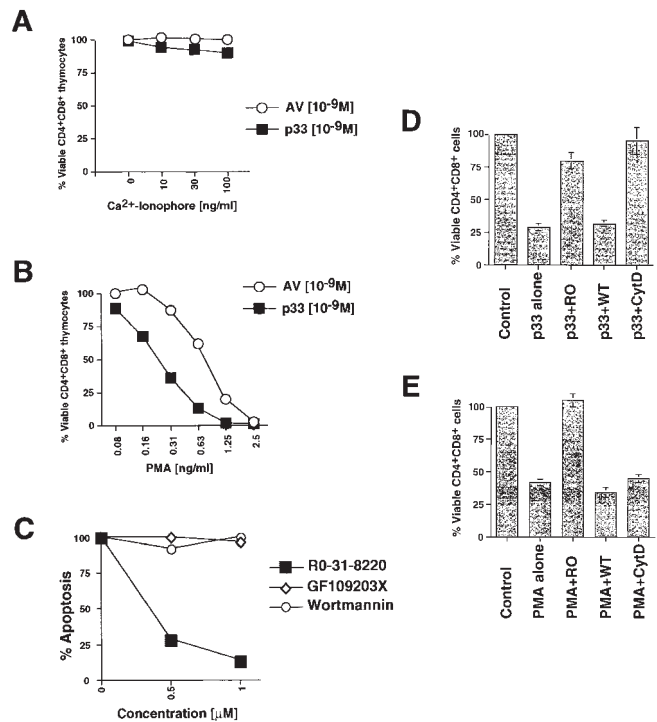 A
% Viable CD4+CD8+ thymocytes
100
75
50
25
0
0 10 30 100
Ca2+-Ionophore [ng/ml]
AV [10-9M]
p33 [10-9M]
B
% Viable CD4+CD8+ thymocytes
100
75
50
25
0
0.08 0.16 0.31 0.63 1.25 2.5
PMA [ng/ml]
AV [10-9M]
p33 [10-9M]
C
% Apoptosis
100
75
50
25
0
0 0.5 1
Concentration [µM]
R0-31-8220
GF109203X
Wortmannin
D
% Viable CD4+CD8+ cells
100
75
50
25
0
Control
p33 alone
p33+RO
p33+WT
p33+CytD
E
% Viable CD4+CD8+ cells
100
75
50
25
0
Control
PMA alone
PMA+RO
PMA+WT
PMA+CytD